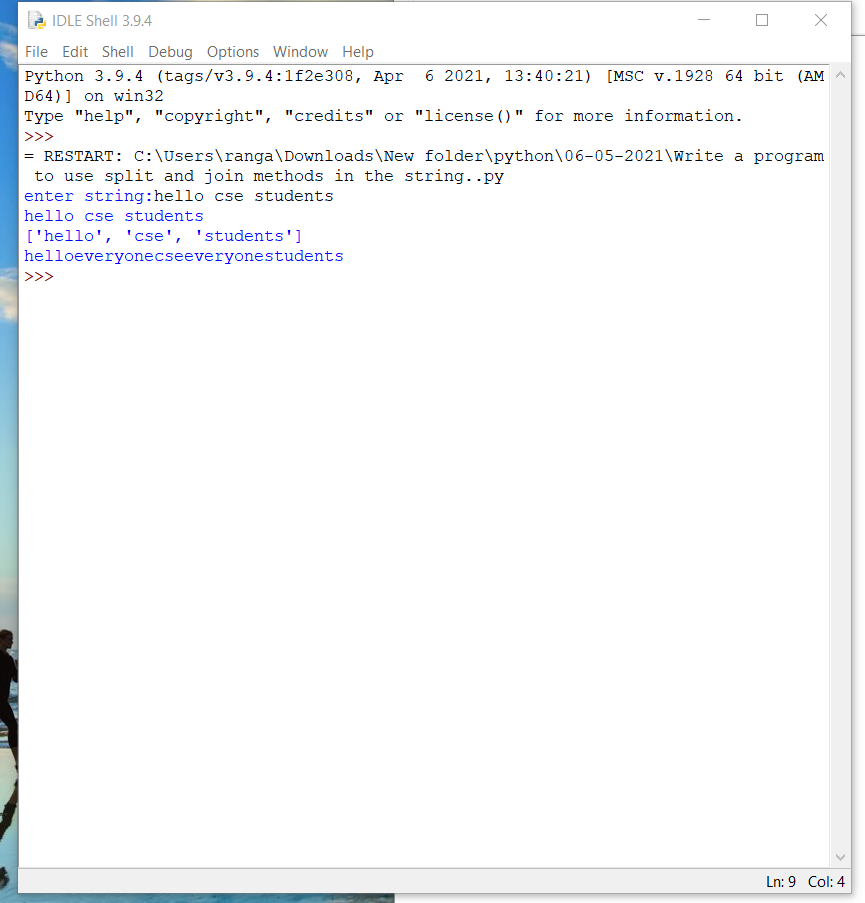 IDLE Shell 3.9.4
File Edit Shell Debug Options Window Help
Python 3.9.4 (tags/v3.9.4:1f2e308, Apr  6 2021, 13:40:21) [MSC v.1928 64 bit (AM
D64)] on win32
Type "help", "copyright", "credits" or "license()" for more information.
>>>
= RESTART: C:\Users\ranga\Downloads\New folder\python\06-05-2021\Write a program
 to use split and join methods in the string..py
enter string:hello cse students
hello cse students
['hello', 'cse', 'students']
helloeveryonecseeveryonestudents
>>>
Ln: 9 Col: 4